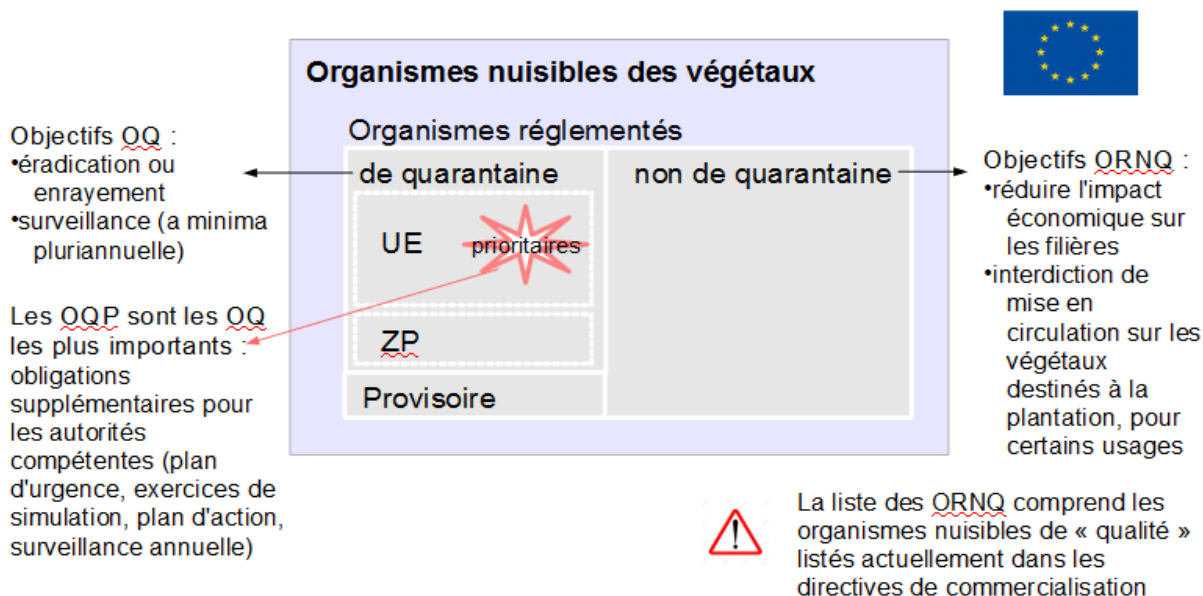 Organismes nuisibles des végétaux
Organismes réglementés
de quarantaine
non de quarantaine
UE
prioritaires
ZP
Provisoire
Objectifs OQ :
•éradication ou
enrayement
•surveillance (a minima
pluriannuelle)
Les OQP sont les OQ
les plus importants :
obligations
supplémentaires pour
les autorités
compétentes (plan
d'urgence, exercices de
simulation, plan d'action,
surveillance annuelle)
Objectifs ORNQ :
•réduire l'impact
économique sur
les filières
•interdiction de
mise en
circulation sur les
végétaux
destinés à la
plantation, pour
certains usages
La liste des ORNQ comprend les
organismes nuisibles de « qualité »
listés actuellement dans les
directives de commercialisation